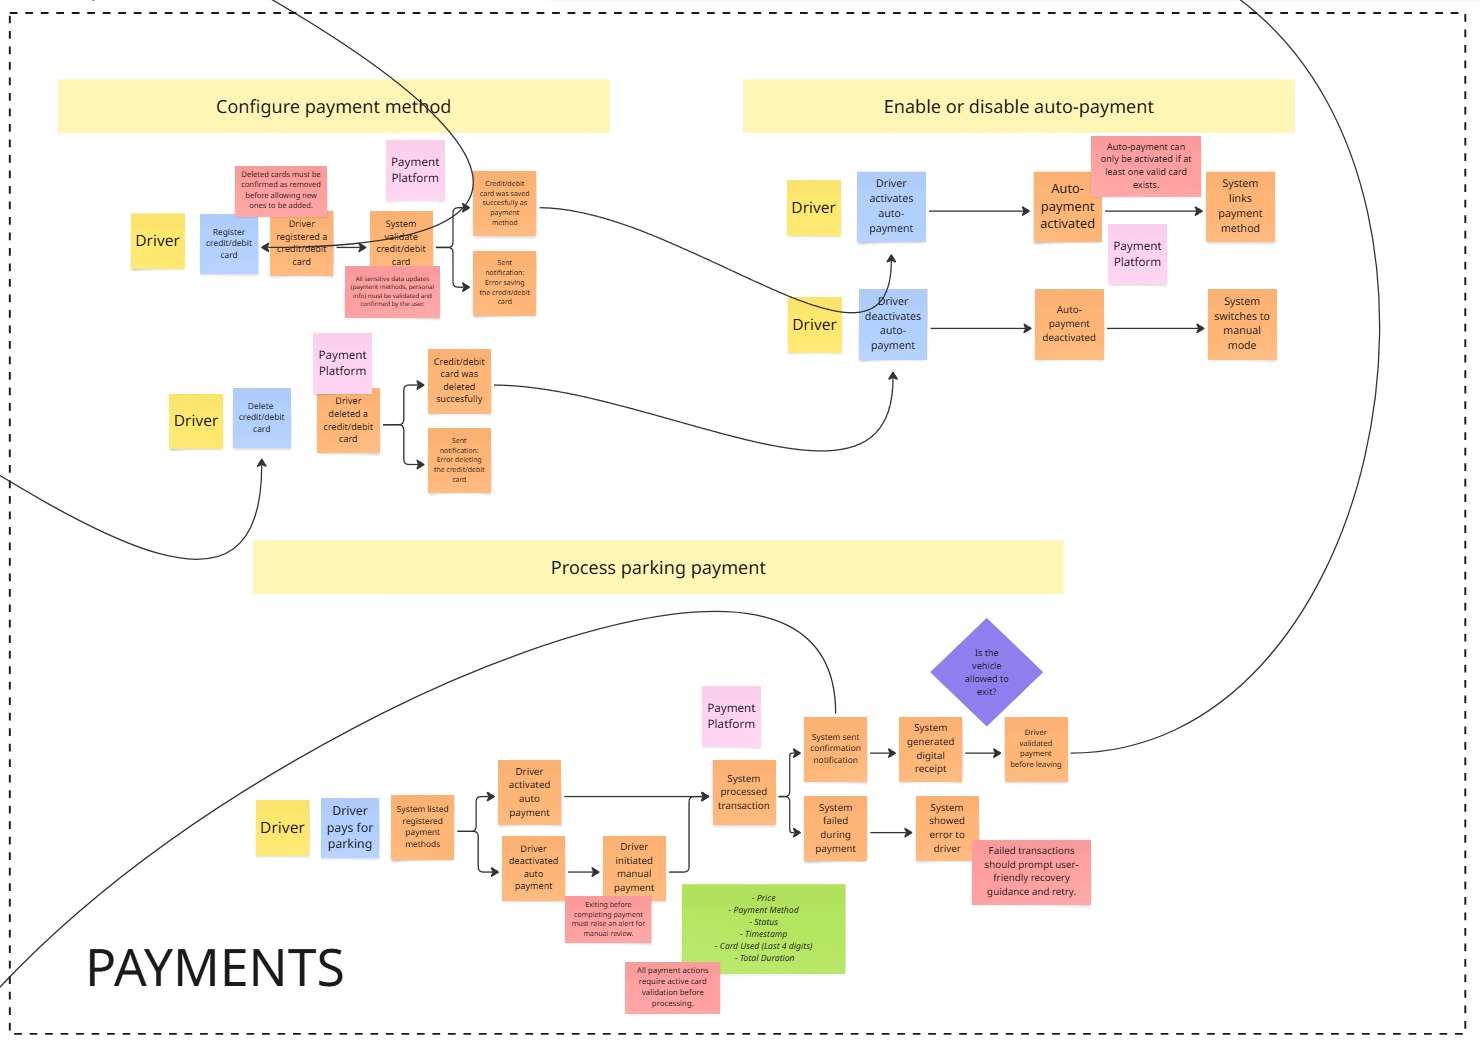 Configure payment method
Enable or disable auto-payment
Payment
Platform
Deleted cards must be
confirmed as removed
before allowing new
ones to be added.
Driver
Register
credit/debit
card
Driver
registered a
credit/debit
card
System
validate
credit/debit
card
All sensitive data updates
(payment methods, personal
info) must be validated and
confirmed by the user.
Credit/debit
card was saved
succesfully as
payment
method
Sent
notification:
Error saving
the credit/debit
card
Driver
Driver
activates
auto-
payment
Auto-
payment
activated
Auto-payment can
only be activated if at
least one valid card
exists.
System
links
payment
method
Payment
Platform
Driver
Driver
deactivates
auto-
payment
Auto-
payment
deactivated
System
switches to
manual
mode
Payment
Platform
Driver
Delete
credit/debit
card
Driver
deleted a
credit/debit
card
Credit/debit
card was
deleted
succesfully
Sent
notification:
Error deleting
the credit/debit
card
Process parking payment
Is the
vehicle
allowed to
exit?
Payment
Platform
Driver
Driver
pays for
parking
System listed
registered
payment
methods
Driver
activated
auto
payment
Driver
deactivated
auto
payment
Driver
initiated
manual
payment
System
processed
transaction
System sent
confirmation
notification
System
generated
digital
receipt
Driver
validated
payment
before leaving
System
failed
during
payment
System
showed
error to
driver
Failed transactions
should prompt user-
friendly recovery
guidance and retry.
Exiting before
completing payment
must raise an alert for
manual review.
- Price
- Payment Method
- Status
- Timestamp
- Card Used (Last 4 digits)
- Total Duration
All payment actions
require active card
validation before
processing.
PAYMENTS